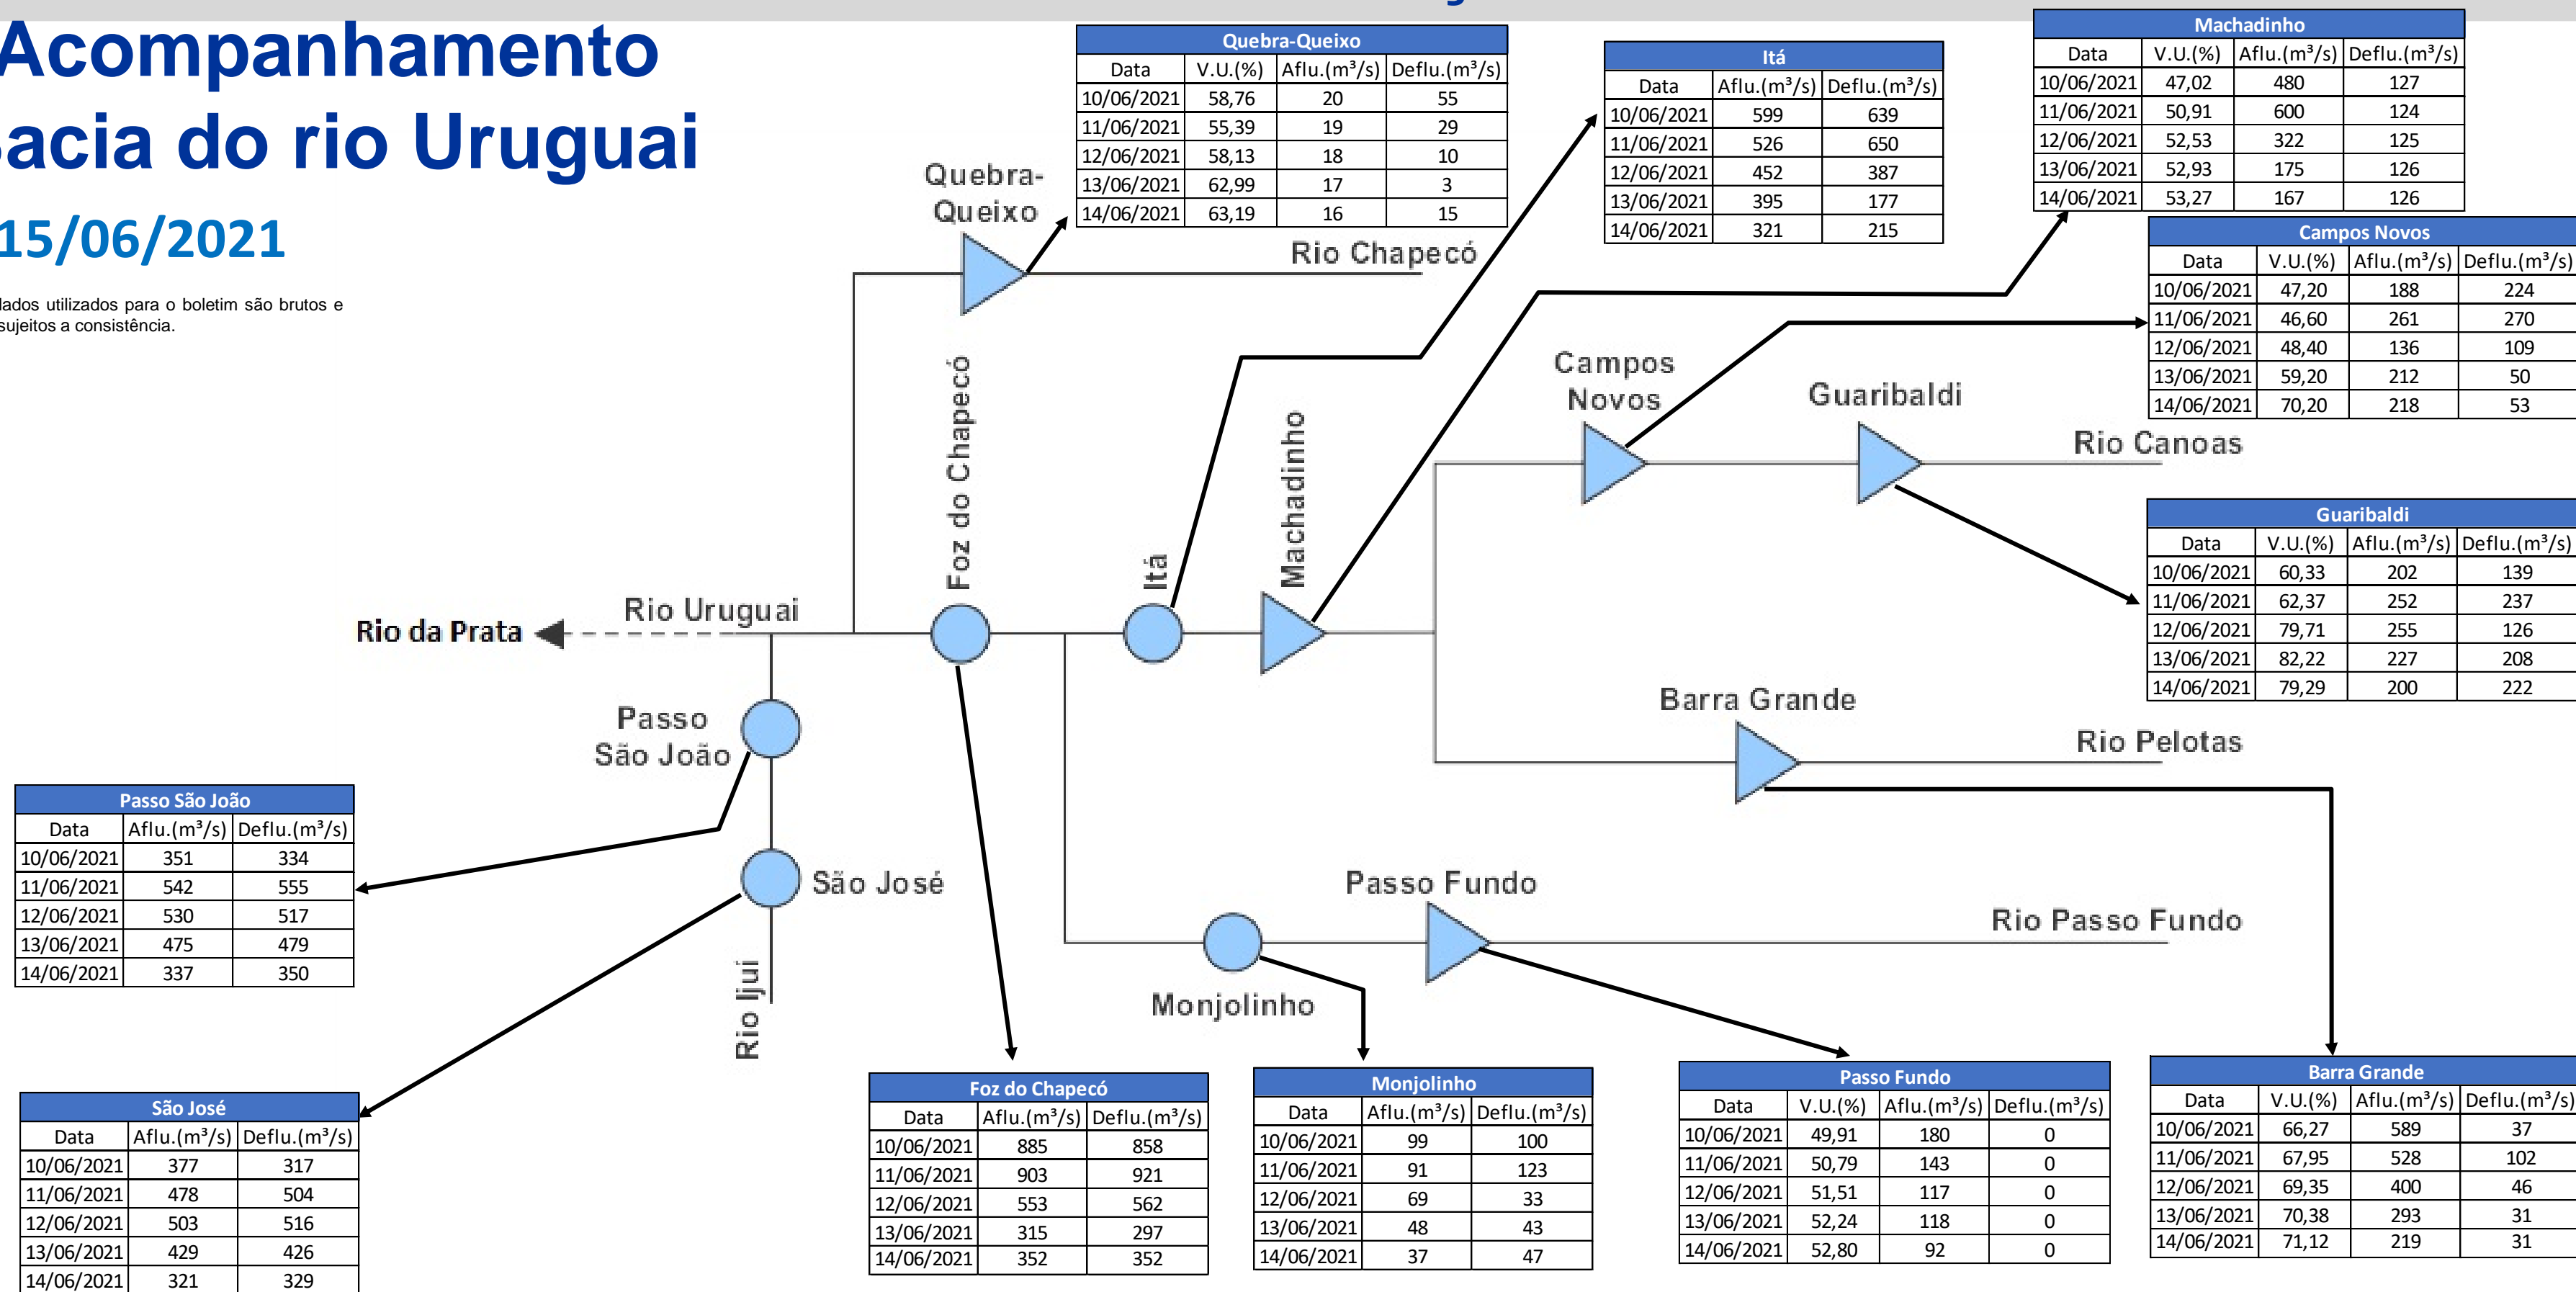 Acompanhamento
acia do rio Uruguai
15/06/2021
dados utilizados para o boletim são brutos e
sujeitos a consistência.
Quebra-Queixo
Data V.U.(%) Aflu.(m³/s) Deflu.(m³/s)
10/06/2021 58,76 20 55
11/06/2021 55,39 19 29
12/06/2021 58,13 18 10
13/06/2021 62,99 17 3
14/06/2021 63,19 16 15
Itá
Data Aflu.(m³/s) Deflu.(m³/s)
10/06/2021 599 639
11/06/2021 526 650
12/06/2021 452 387
13/06/2021 395 177
14/06/2021 321 215
Machadinho
Data V.U.(%) Aflu.(m³/s) Deflu.(m³/s)
10/06/2021 47,02 480 127
11/06/2021 50,91 600 124
12/06/2021 52,53 322 125
13/06/2021 52,93 175 126
14/06/2021 53,27 167 126
Campos Novos
Data V.U.(%) Aflu.(m³/s) Deflu.(m³/s)
10/06/2021 47,20 188 224
11/06/2021 46,60 261 270
12/06/2021 48,40 136 109
13/06/2021 59,20 212 50
14/06/2021 70,20 218 53
Quebra-
Queixo
Rio Chapecó
Foz do Chapecó
Itá
Machadinho
Campos
Novos
Guaribaldi
Rio Canoas
Guaribaldi
Data V.U.(%) Aflu.(m³/s) Deflu.(m³/s)
10/06/2021 60,33 202 139
11/06/2021 62,37 252 237
12/06/2021 79,71 255 126
13/06/2021 82,22 227 208
14/06/2021 79,29 200 222
Rio da Prata
Rio Uruguai
Passo
São João
Barra Grande
Rio Pelotas
Passo São João
Data Aflu.(m³/s) Deflu.(m³/s)
10/06/2021 351 334
11/06/2021 542 555
12/06/2021 530 517
13/06/2021 475 479
14/06/2021 337 350
São José
Rio Ijui
Passo Fundo
Rio Passo Fundo
Monjolinho
São José
Data Aflu.(m³/s) Deflu.(m³/s)
10/06/2021 377 317
11/06/2021 478 504
12/06/2021 503 516
13/06/2021 429 426
14/06/2021 321 329
Foz do Chapecó
Data Aflu.(m³/s) Deflu.(m³/s)
10/06/2021 885 858
11/06/2021 903 921
12/06/2021 553 562
13/06/2021 315 297
14/06/2021 352 352
Monjolinho
Data Aflu.(m³/s) Deflu.(m³/s)
10/06/2021 99 100
11/06/2021 91 123
12/06/2021 69 33
13/06/2021 48 43
14/06/2021 37 47
Passo Fundo
Data V.U.(%) Aflu.(m³/s) Deflu.(m³/s)
10/06/2021 49,91 180 0
11/06/2021 50,79 143 0
12/06/2021 51,51 117 0
13/06/2021 52,24 118 0
14/06/2021 52,80 92 0
Barra Grande
Data V.U.(%) Aflu.(m³/s) Deflu.(m³/s)
10/06/2021 66,27 589 37
11/06/2021 67,95 528 102
12/06/2021 69,35 400 46
13/06/2021 70,38 293 31
14/06/2021 71,12 219 31